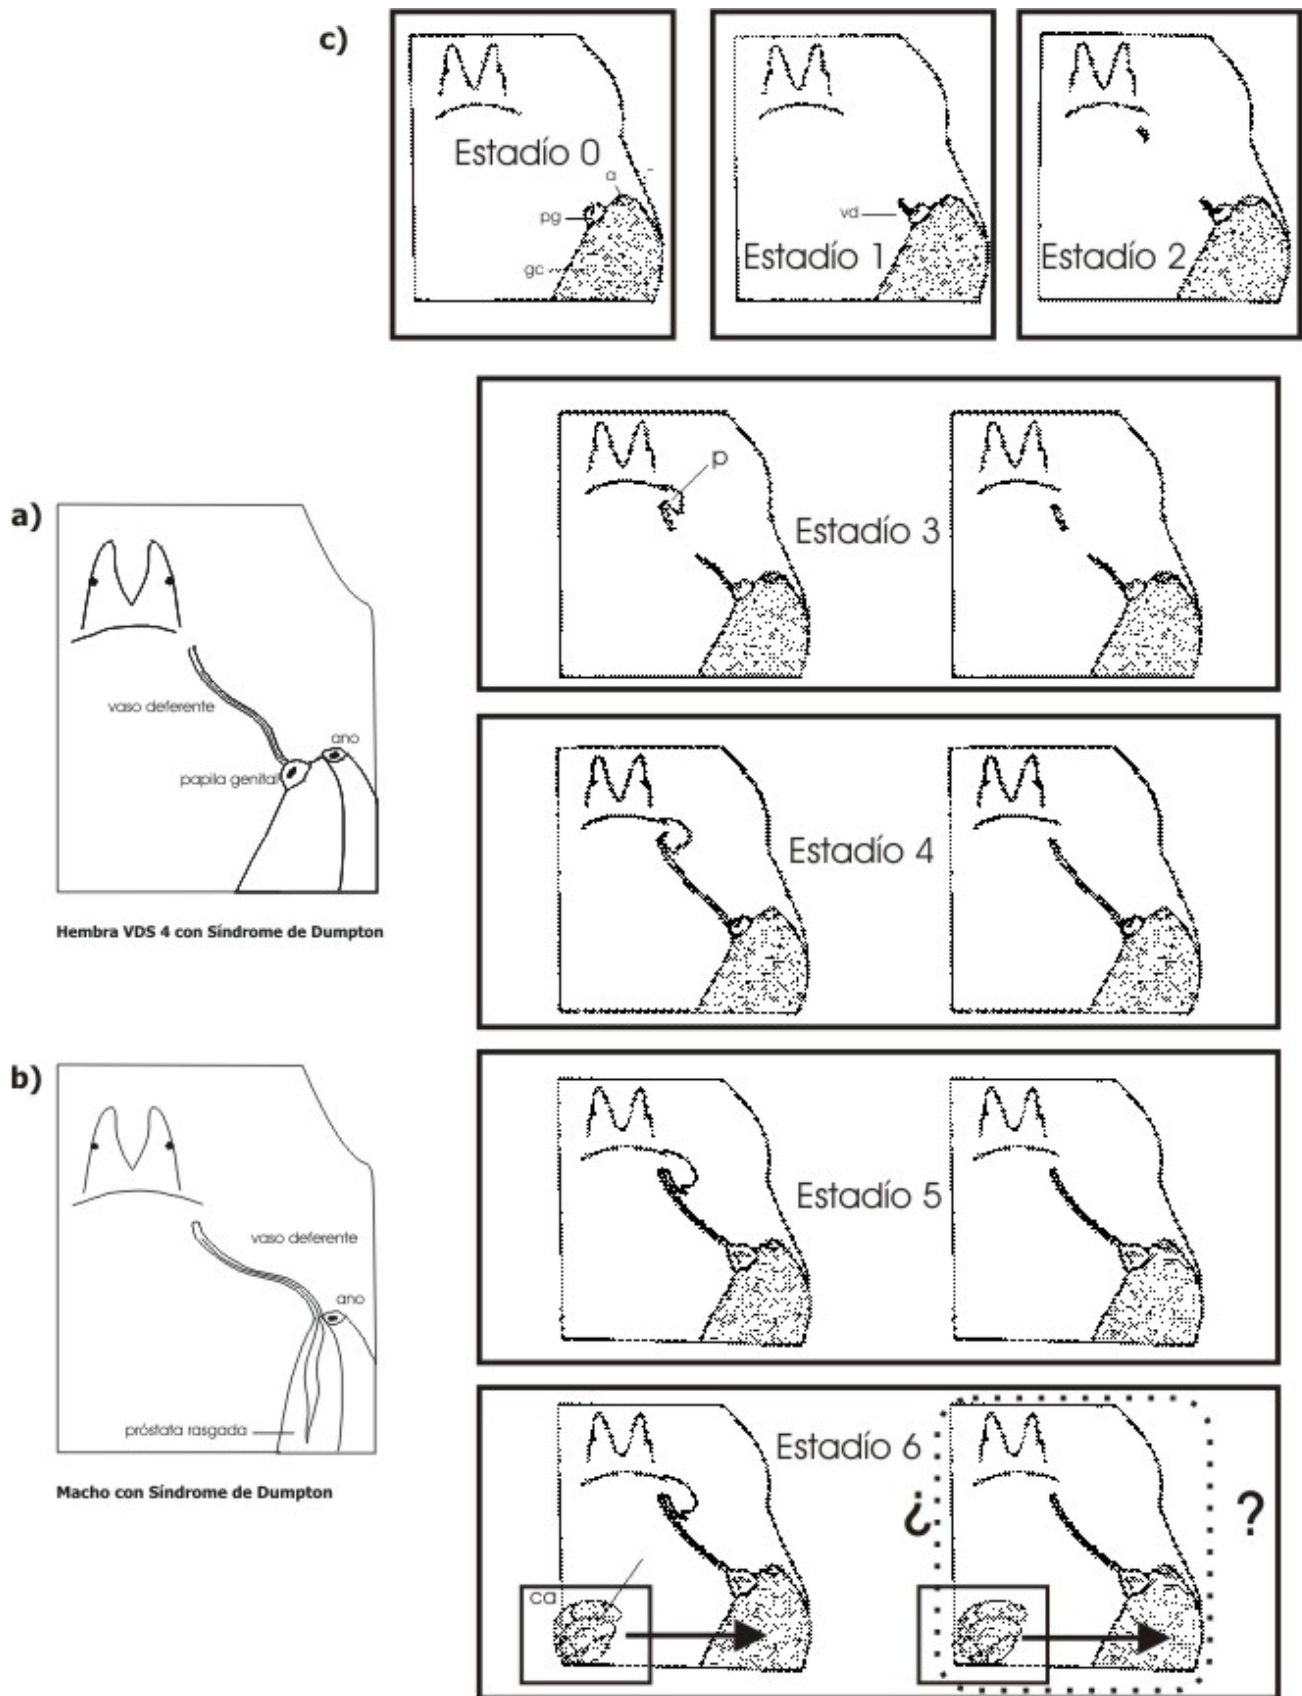 c)
Estadío 0
a
pg
gc
vd
Estadío 1
Estadío 2
p
Estadío 3
a)
vaso deferente
ano
papila genital
Hembra VDS 4 con Síndrome de Dumpton
Estadío 4
b)
vaso deferente
ano
próstata rasgada
Macho con Síndrome de Dumpton
Estadío 5
Estadío 6
¿ ?
ca